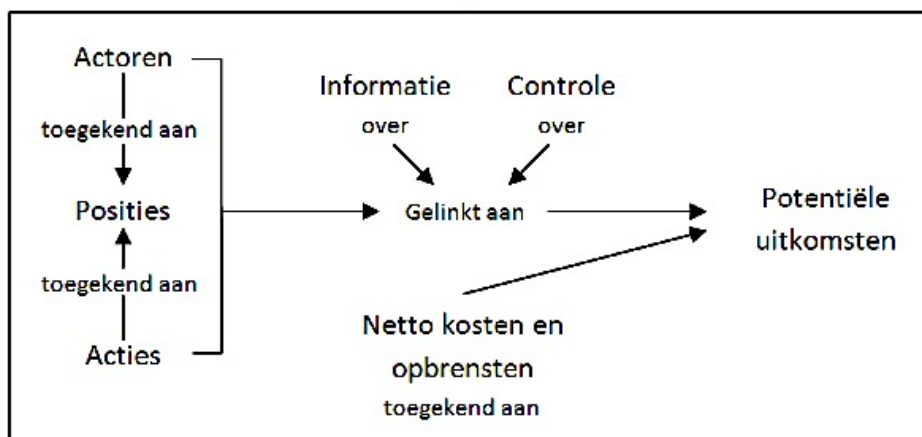 Actoren
toegekend aan
Posities
toegekend aan
Acties
Informatie
over
Controle
over
Gelinkt aan
Netto kosten en
opbrensten
toegekend aan
Potentiële
uitkomsten